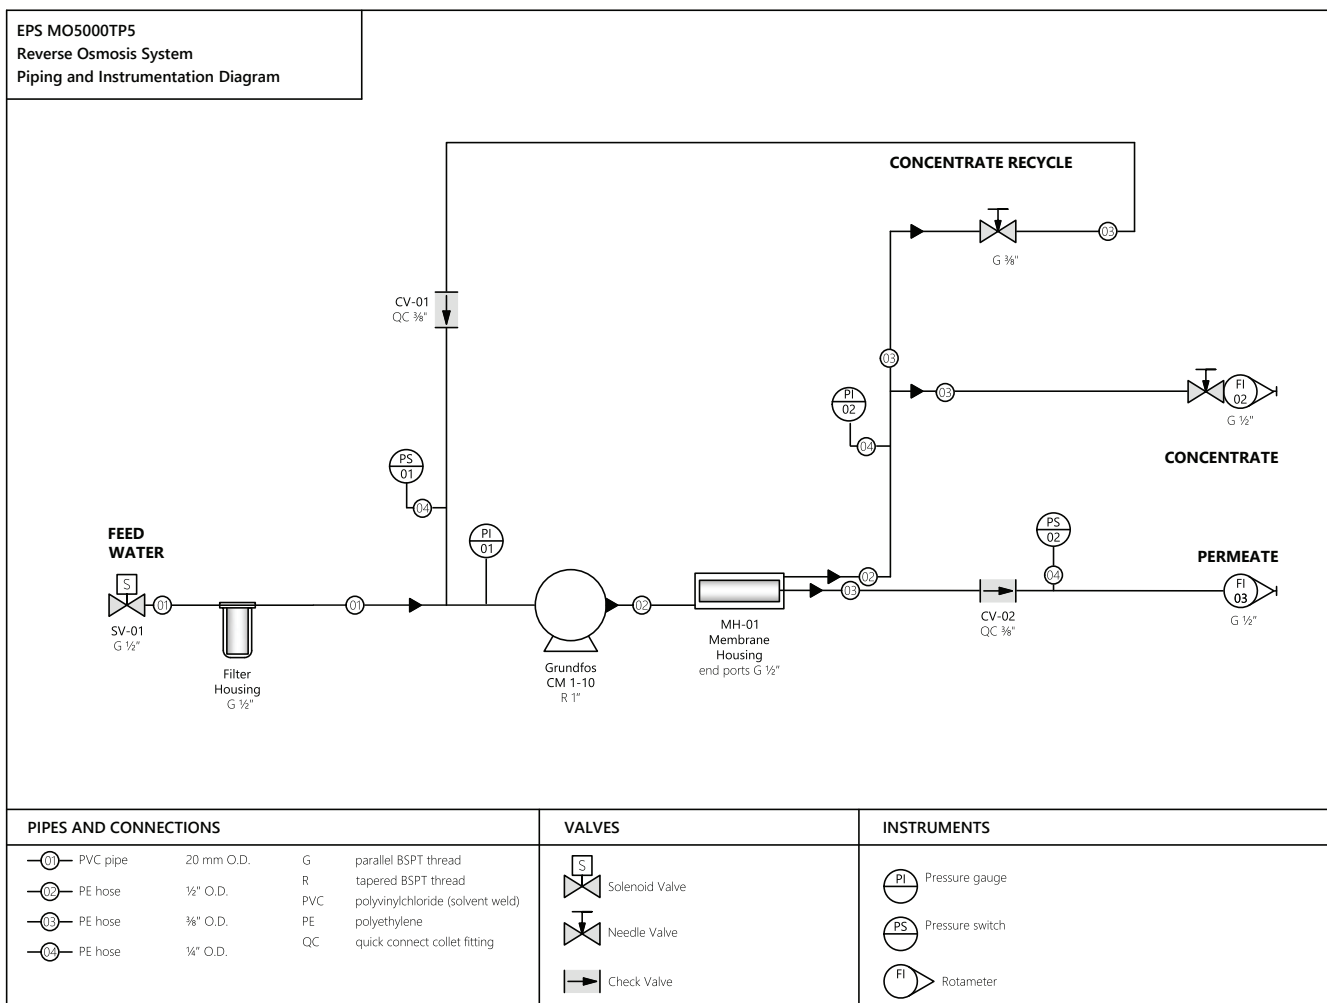 EPS MO5000TP5
Reverse Osmosis System
Piping and Instrumentation Diagram
CONCENTRATE RECYCLE
03
G ⅜"
CV-01
QC ⅜"
03
PI
02
03
FI
02
G ½"
04
CONCENTRATE
PS
01
04
FEED
WATER
PI
01
PS
02
PERMEATE
S
01
01
02
02
03
04
FI
03
SV-01
G ½"
G ½"
CV-02
QC ⅜"
MH-01
Membrane
Housing
end ports G ½"
Filter
Housing
G ½"
Grundfos
CM 1-10
R 1"
PIPES AND CONNECTIONS
01 PVC pipe 20 mm O.D.
02 PE hose ½" O.D.
03 PE hose ⅜" O.D.
04 PE hose ¼" O.D.
G parallel BSPT thread
R tapered BSPT thread
PVC polyvinylchloride (solvent weld)
PE polyethylene
QC quick connect collet fitting
VALVES
S
Solenoid Valve
Needle Valve
Check Valve
INSTRUMENTS
PI Pressure gauge
PS Pressure switch
FI Rotameter